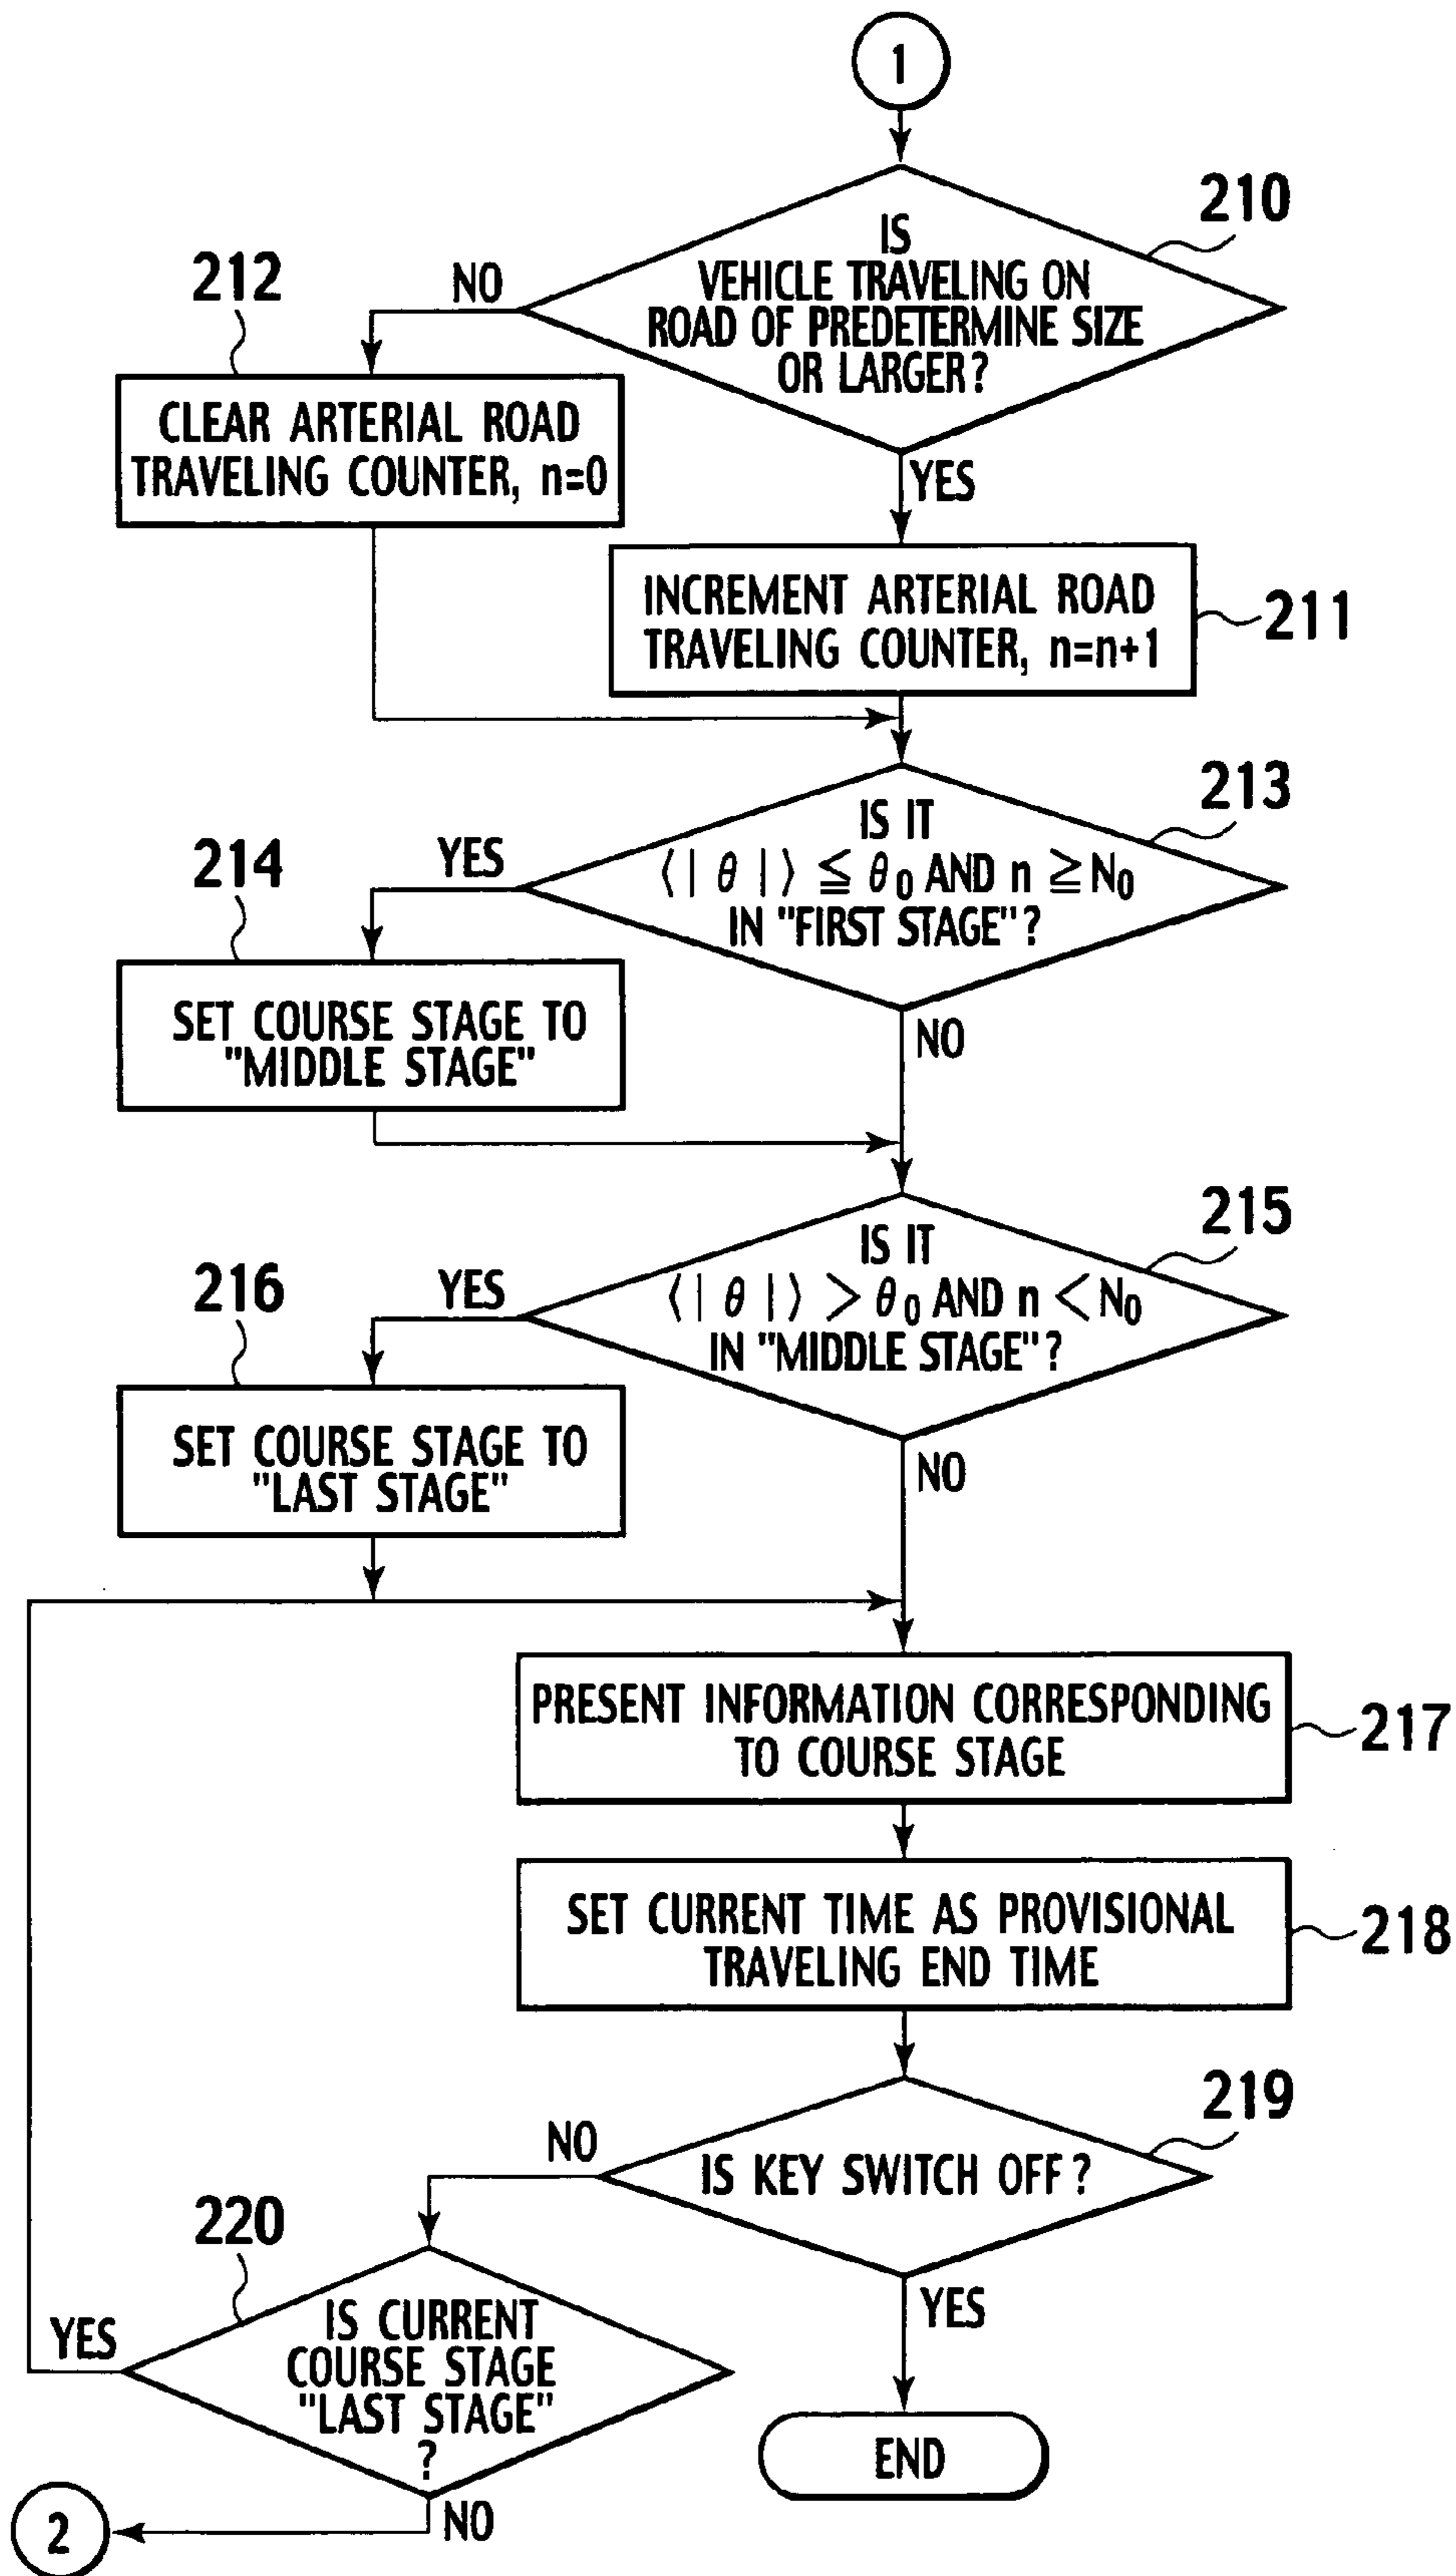 1
210
IS
VEHICLE TRAVELING ON
ROAD OF PREDETERMINE SIZE
OR LARGER?
NO
YES
212
CLEAR ARTERIAL ROAD
TRAVELING COUNTER, n=0
INCREMENT ARTERIAL ROAD
TRAVELING COUNTER, n=n+1
211
213
IS IT
⟨| θ |⟩ ≦ θ0 AND n ≧ N0
IN "FIRST STAGE"?
YES
NO
214
SET COURSE STAGE TO
"MIDDLE STAGE"
215
IS IT
⟨| θ |⟩ > θ0 AND n < N0
IN "MIDDLE STAGE"?
YES
NO
216
SET COURSE STAGE TO
"LAST STAGE"
PRESENT INFORMATION CORRESPONDING
TO COURSE STAGE
217
SET CURRENT TIME AS PROVISIONAL
TRAVELING END TIME
218
219
IS KEY SWITCH OFF?
NO
YES
220
IS CURRENT
COURSE STAGE
"LAST STAGE"
?
YES
NO
END
2